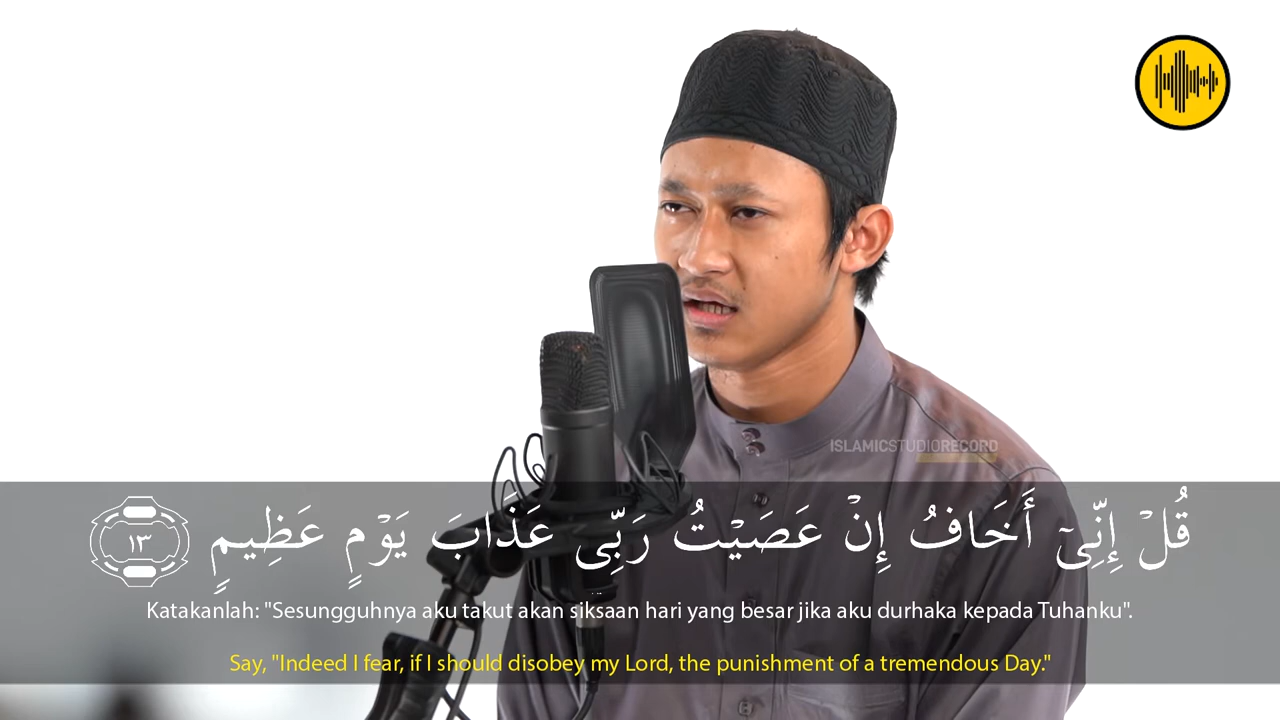 ISLAMICSTUDIORECORD
قُلْ إِنِّىٓ أَخَافُ إِنْ عَصَيْتُ رَبِّى عَذَابَ يَوْمٍ عَظِيمٍ ١٣
Katakanlah: "Sesungguhnya aku takut akan siksaan hari yang besar jika aku durhaka kepada Tuhanku".
Say, "Indeed I fear, if I should disobey my Lord, the punishment of a tremendous Day."